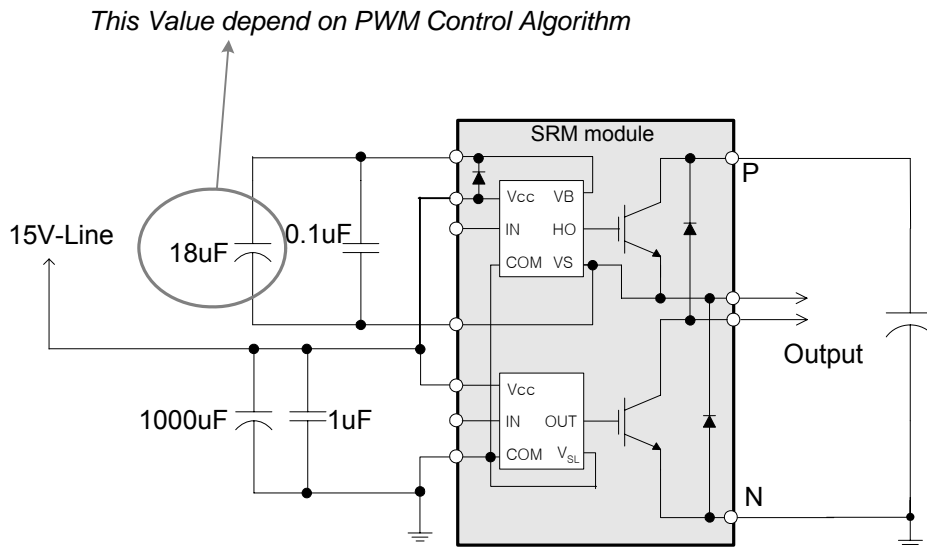 This Value depend on PWM Control Algorithm
SRM module
P
Vcc VB
15V-Line
18uF
0.1uF
IN HO
COM VS
Output
Vcc
1000uF
1uF
IN OUT
COM VSL
N